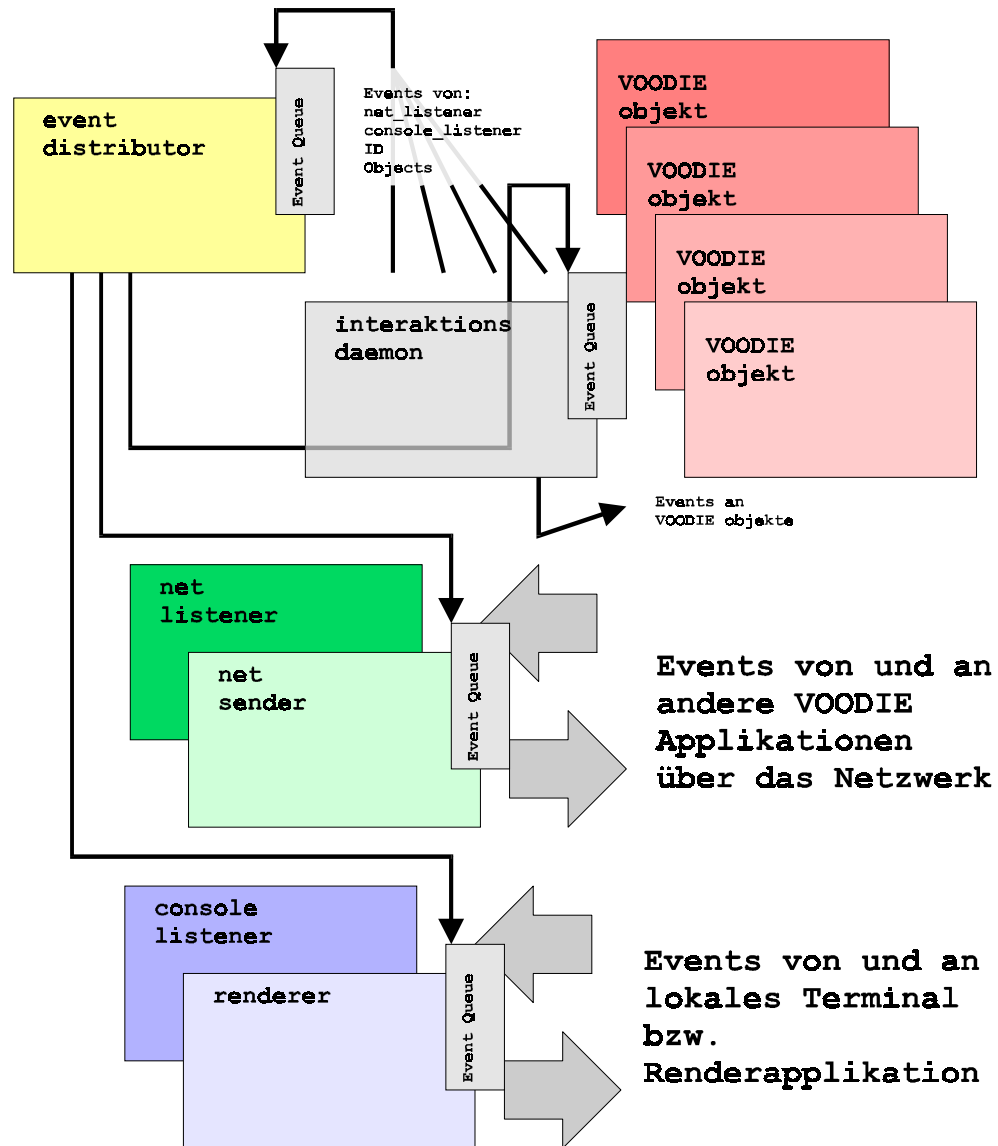 event
distributor
Event Queue
Events von:
net_listener
console_listener
ID
Objects
VOODIE
objekt
VOODIE
objekt
VOODIE
objekt
VOODIE
objekt
interaktions
daemon
Event Queue
Events an
VOODIE objekte
net
listener
net
sender
Event Queue
Events von und an
andere VOODIE
Applikationen
über das Netzwerk
console
listener
renderer
Event Queue
Events von und an
lokales Terminal
bzw.
Renderapplikation